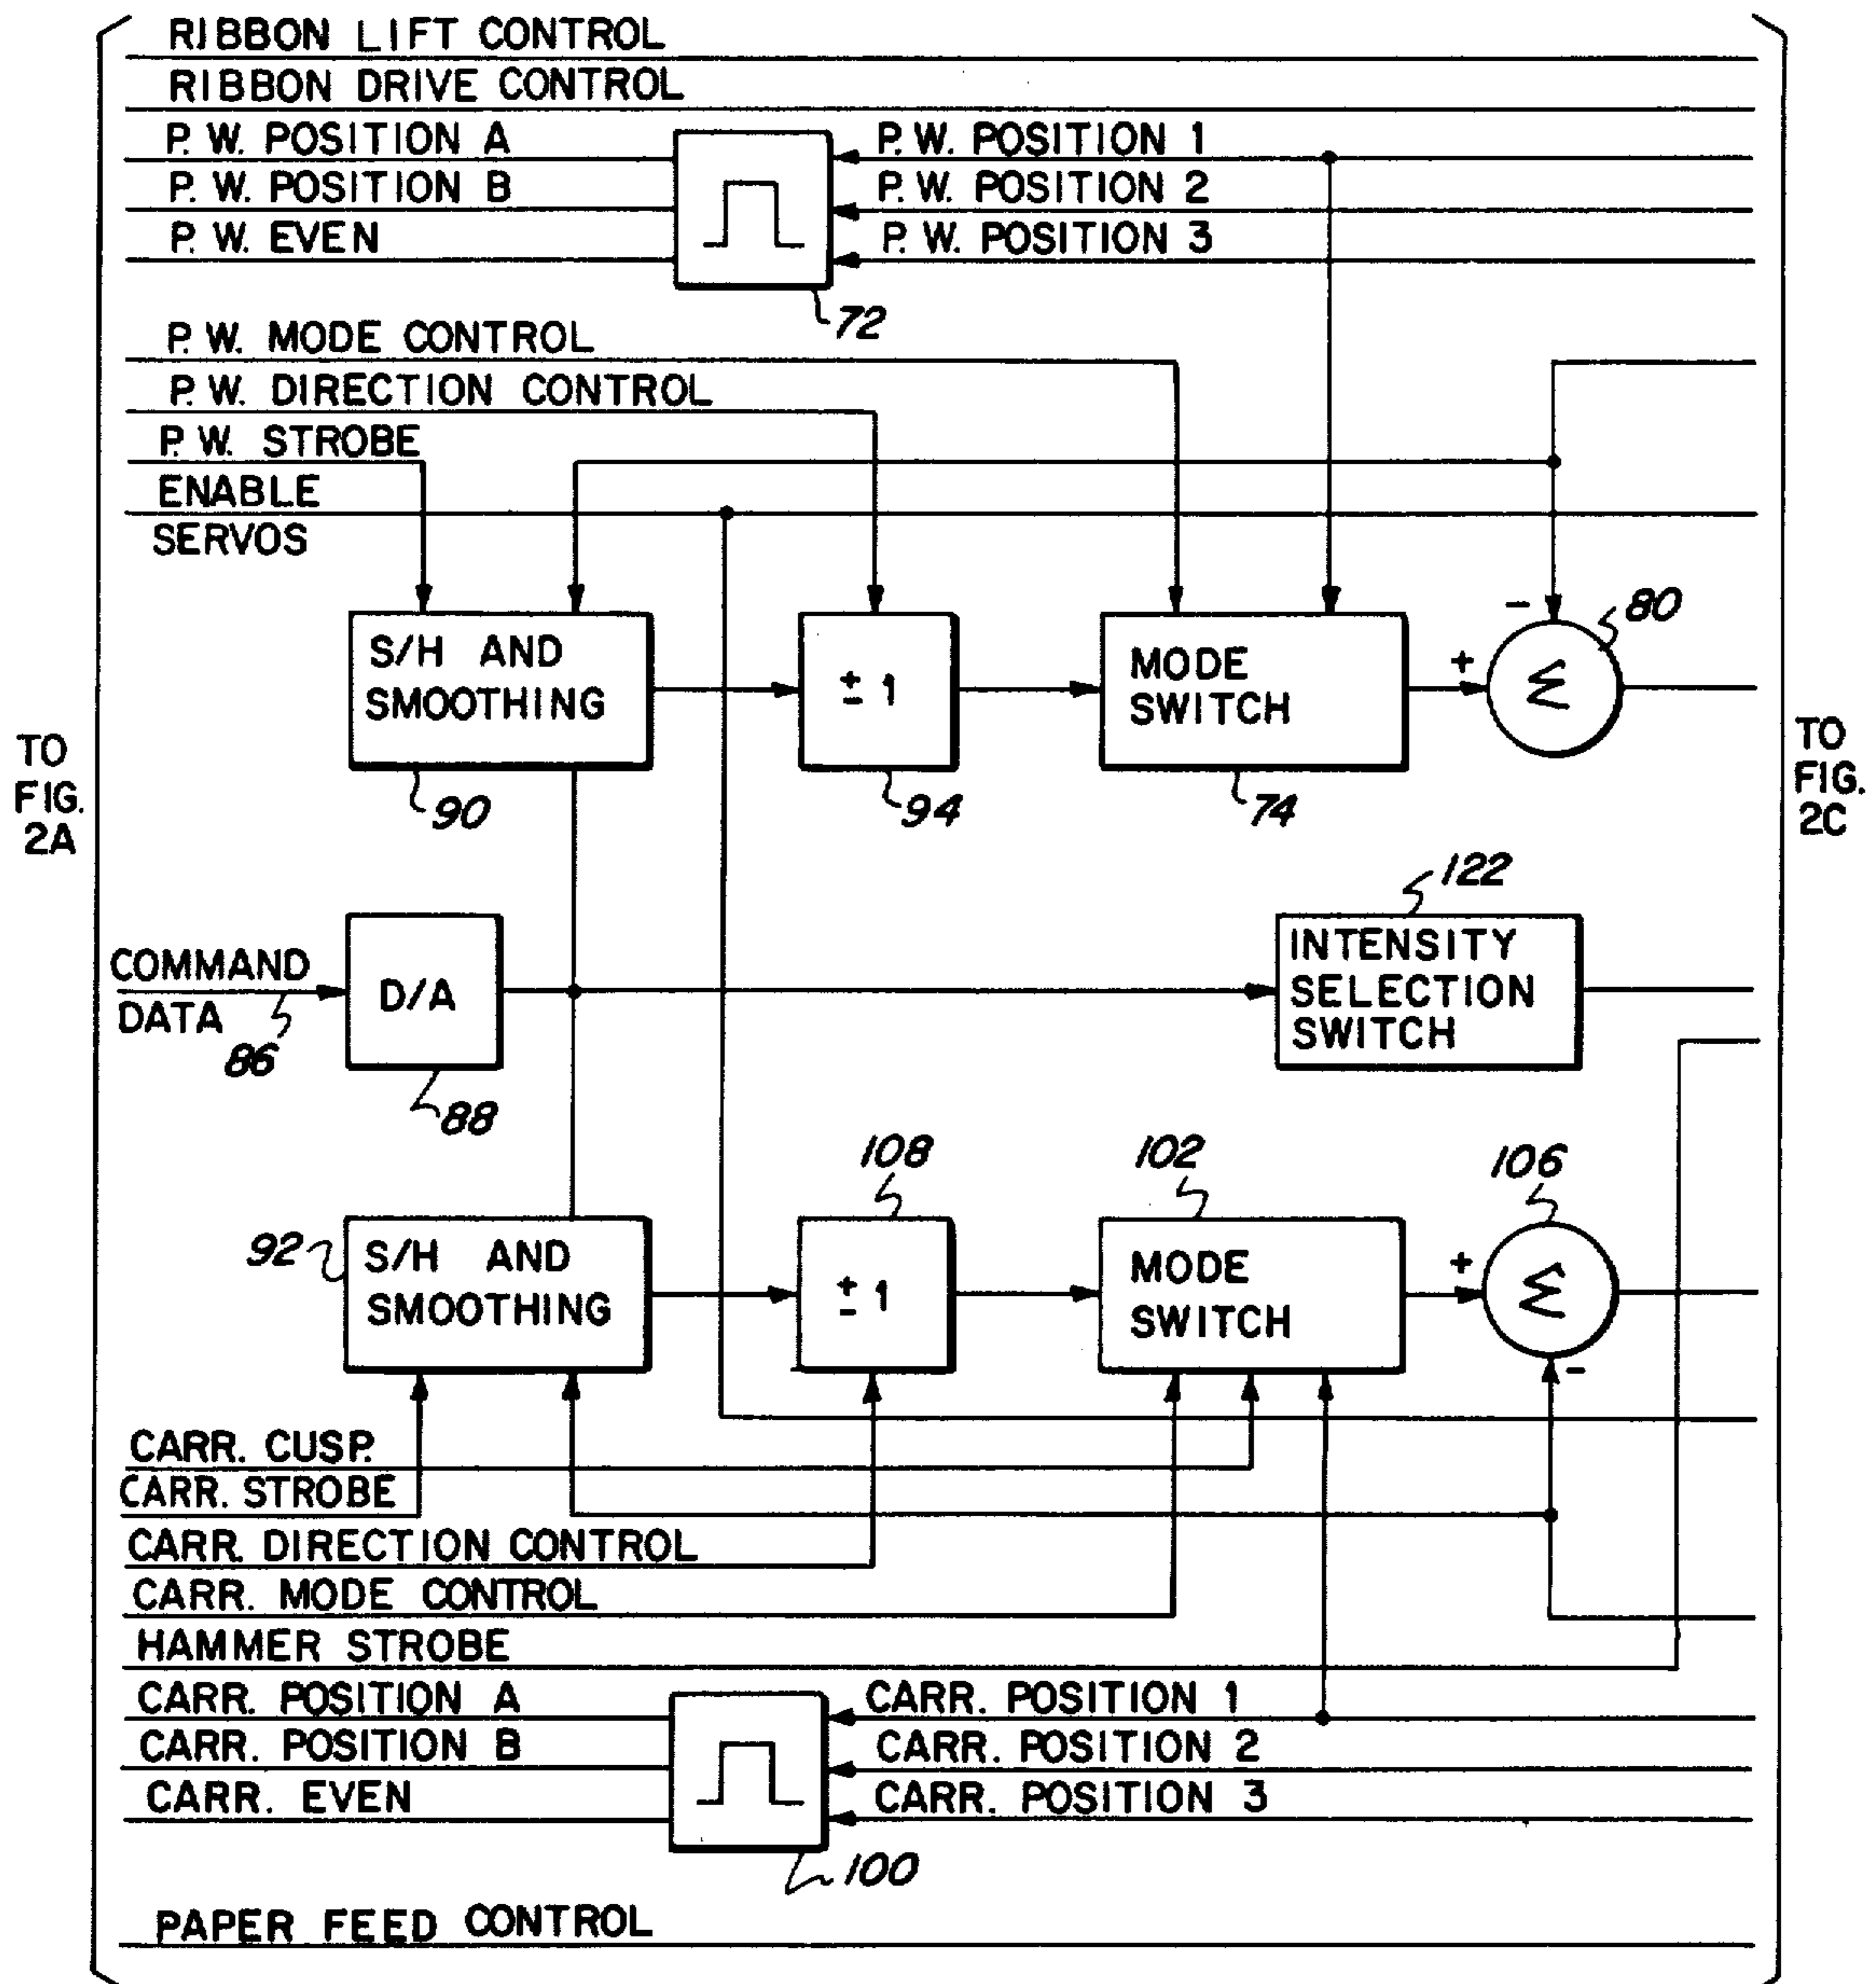 RIBBON LIFT CONTROL
RIBBON DRIVE CONTROL
P. W. POSITION A
P. W. POSITION 1
P. W. POSITION B
P. W. POSITION 2
P. W. EVEN
P. W. POSITION 3
72
P. W. MODE CONTROL
P. W. DIRECTION CONTROL
P. W. STROBE
ENABLE
SERVOS
- 80
S/H AND
SMOOTHING
± 1
MODE
SWITCH
+
Σ
90
94
74
TO
FIG.
2A
TO
FIG.
2C
122
COMMAND
DATA
86
D/A
88
INTENSITY
SELECTION
SWITCH
108
102
106
92
S/H AND
SMOOTHING
± 1
MODE
SWITCH
+
Σ
-
CARR. CUSP.
CARR. STROBE
CARR. DIRECTION CONTROL
CARR. MODE CONTROL
HAMMER STROBE
CARR. POSITION A
CARR. POSITION 1
CARR. POSITION B
CARR. POSITION 2
CARR. EVEN
CARR. POSITION 3
100
PAPER FEED CONTROL